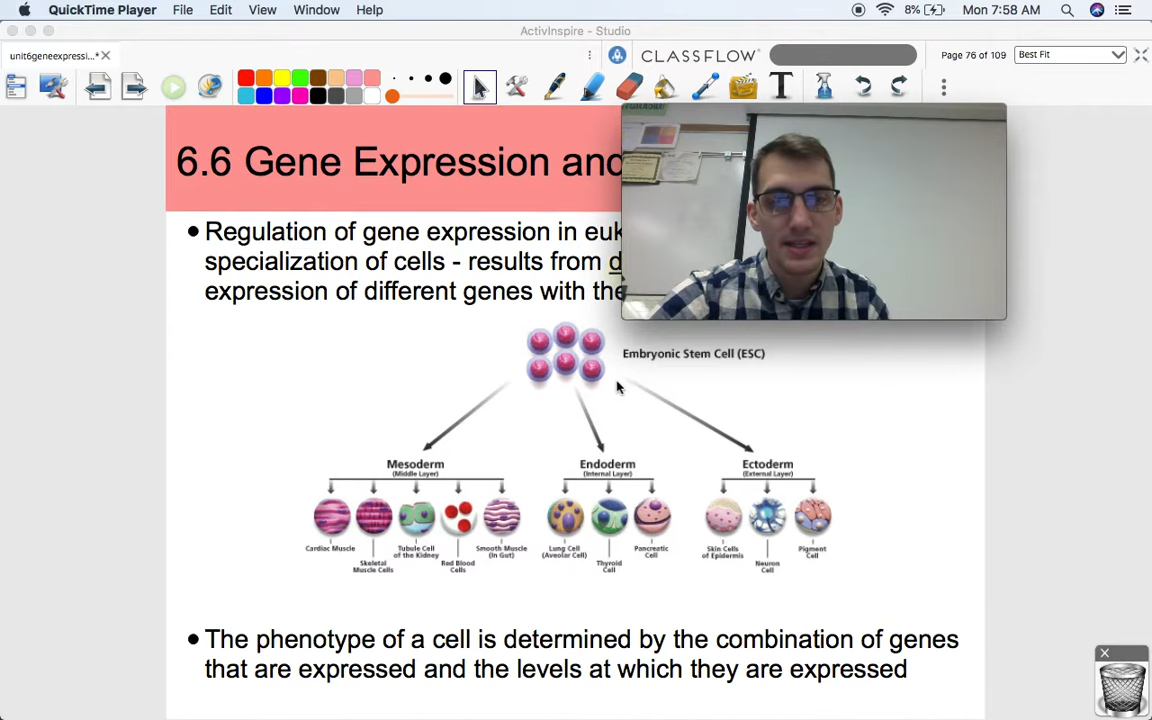 QuickTime Player File Edit View Window Help 8% Mon 7:58 AM
ActivInspire - Studio
unit6geneexpressi...*
CLASSFLOW
Page 76 of 109
Best Fit
6.6 Gene Expression and
• Regulation of gene expression in euk
specialization of cells - results from d
expression of different genes with the
Embryonic Stem Cell (ESC)
Mesoderm
(Middle Layer)
Endoderm
(Internal Layer)
Ectoderm
(External Layer)
Cardiac Muscle
Skeletal
Muscle Cells
Tubule Cell
of the Kidney
Red Blood
Cells
Smooth Muscle
(in Gut)
Lung Cell
(Aveolar Cell)
Thyroid
Cell
Pancreatic
Cell
Skin Cells
of Epidermis
Neuron
Cell
Pigment
Cell
• The phenotype of a cell is determined by the combination of genes
that are expressed and the levels at which they are expressed